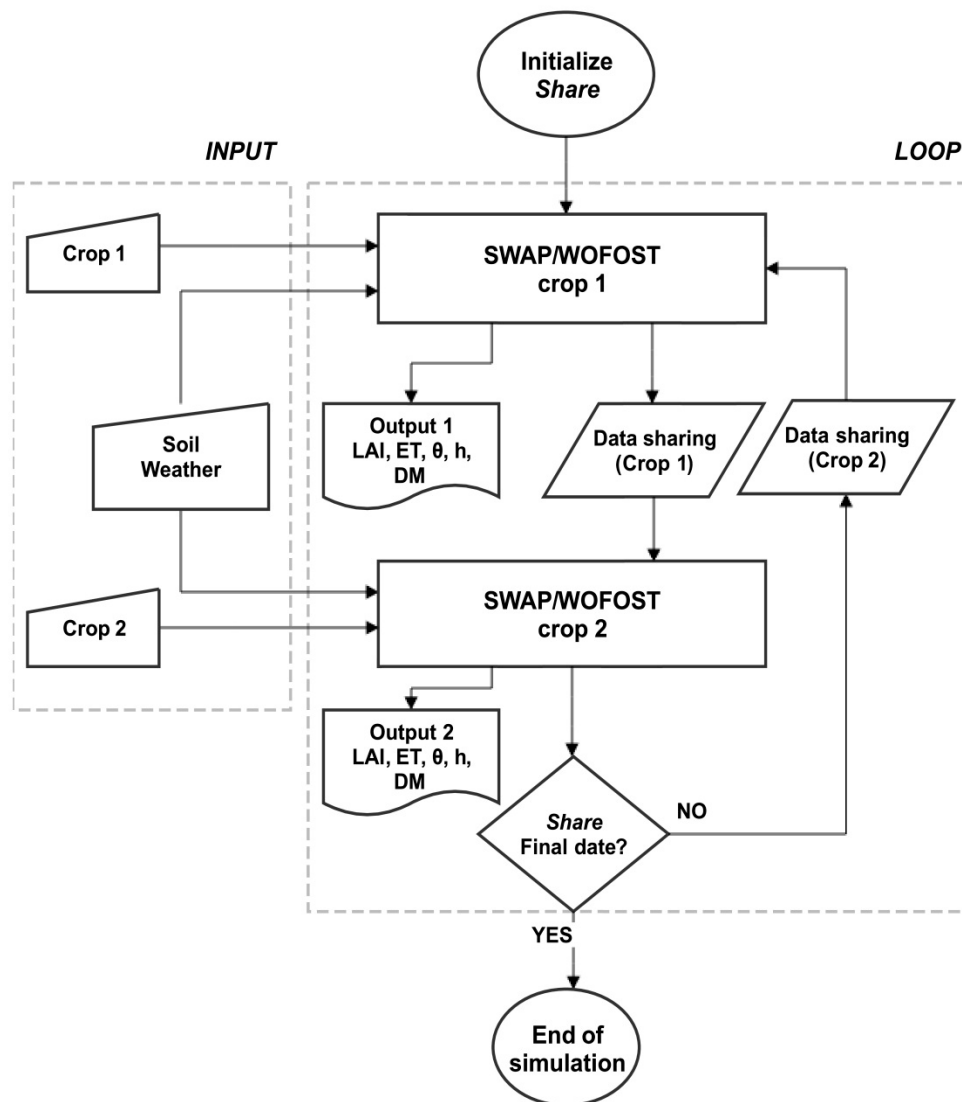 Initialize
Share
INPUT
LOOP
Crop 1
SWAP/WOFOST
crop 1
Soil
Weather
Output 1
LAI, ET, θ, h,
DM
Data sharing
(Crop 1)
Data sharing
(Crop 2)
Crop 2
SWAP/WOFOST
crop 2
Output 2
LAI, ET, θ, h,
DM
Share
Final date?
NO
YES
End of
simulation